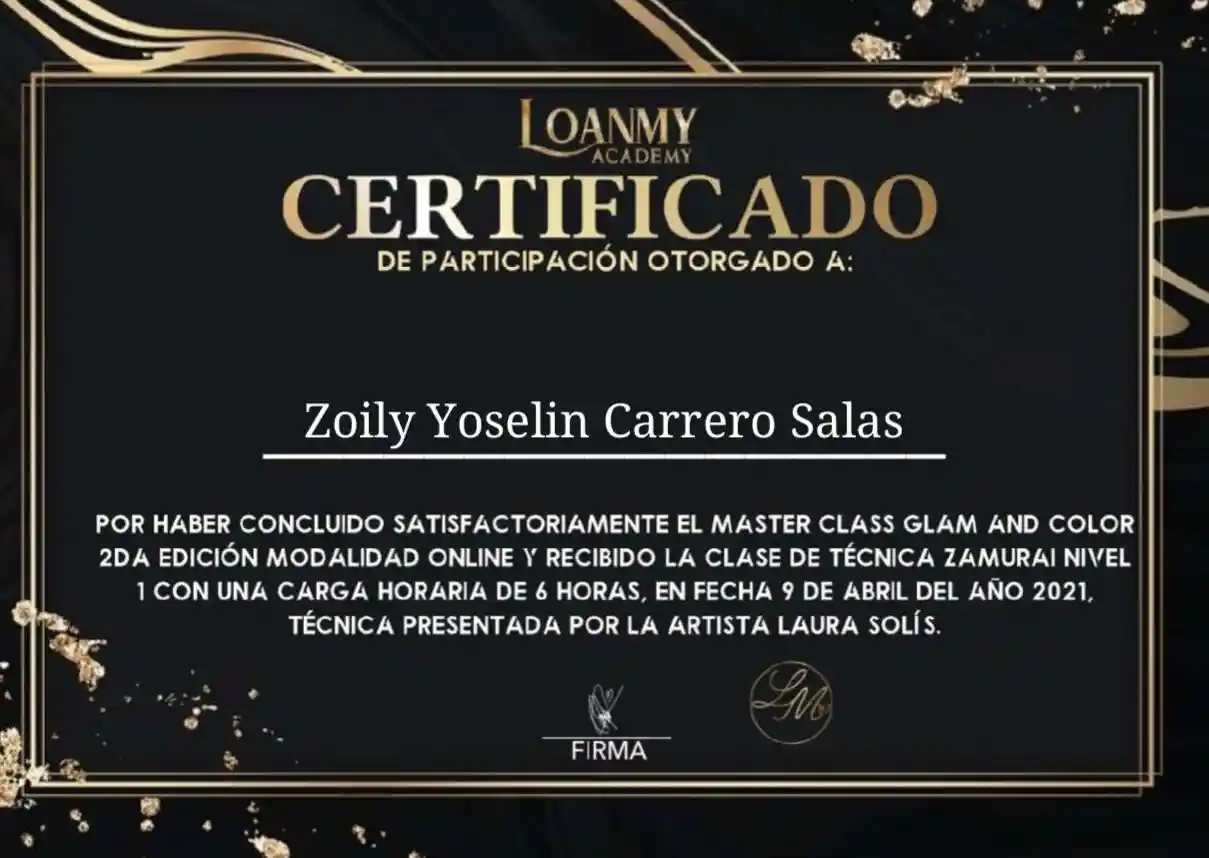 LOANMY
ACADEMY
CERTIFICADO
DE PARTICIPACIÓN OTORGADO A:
Zoily Yoselin Carrero Salas
POR HABER CONCLUIDO SATISFACTORIAMENTE EL MASTER CLASS GLAM AND COLOR
2DA EDICIÓN MODALIDAD ONLINE Y RECIBIDO LA CLASE DE TÉCNICA ZAMURAI NIVEL
1 CON UNA CARGA HORARIA DE 6 HORAS, EN FECHA 9 DE ABRIL DEL AÑO 2021,
TÉCNICA PRESENTADA POR LA ARTISTA LAURA SOLÍS.
LM
FIRMA